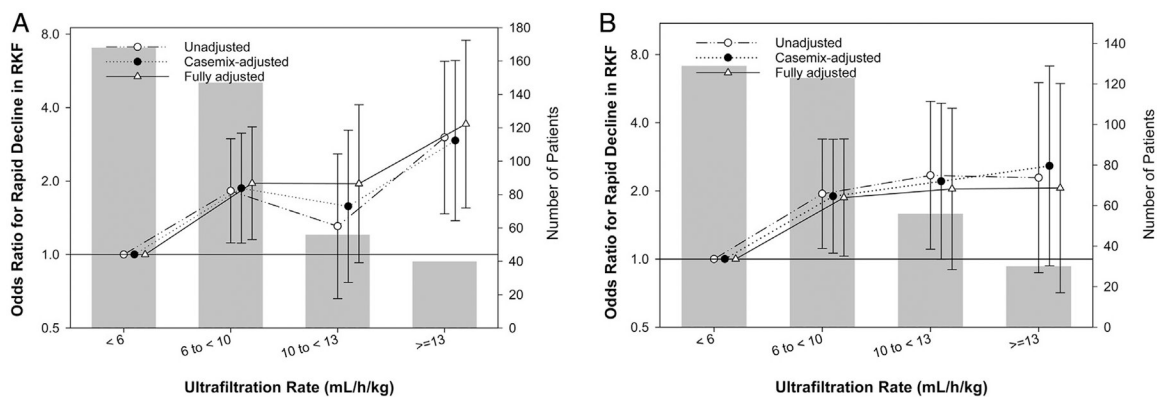 A
Odds Ratio for Rapid Decline in RKF
8.0
4.0
2.0
1.0
0.5
Unadjusted
Casemix-adjusted
Fully adjusted
180
160
140
120
100
80
60
40
20
0
Number of Patients
< 6
6 to < 10
10 to < 13
>=13
Ultrafiltration Rate (mL/h/kg)
B
Odds Ratio for Rapid Decline in RKF
8.0
4.0
2.0
1.0
0.5
Unadjusted
Casemix-adjusted
Fully adjusted
140
120
100
80
60
40
20
0
Number of Patients
< 6
6 to < 10
10 to < 13
>=13
Ultrafiltration Rate (mL/h/kg)